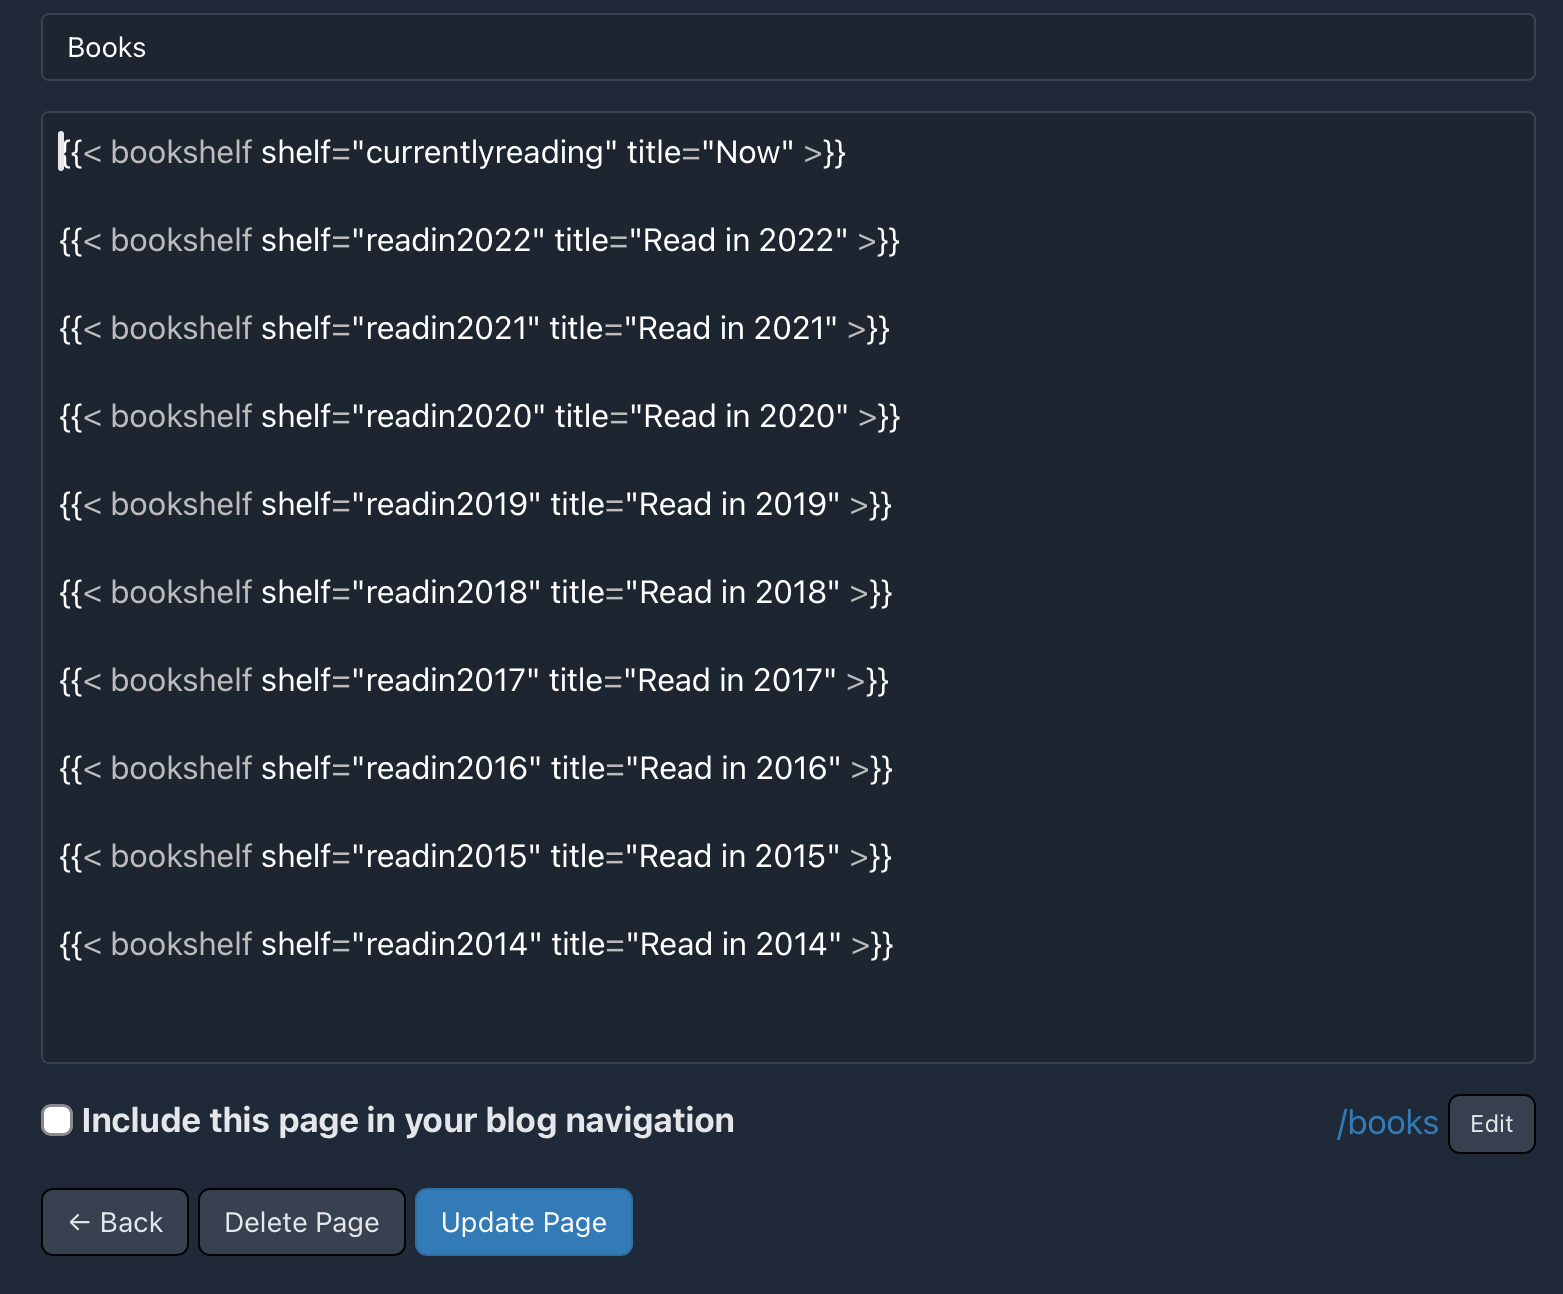 Books
{{< bookshelf shelf="currentlyreading" title="Now" >}}
{{< bookshelf shelf="readin2022" title="Read in 2022" >}}
{{< bookshelf shelf="readin2021" title="Read in 2021" >}}
{{< bookshelf shelf="readin2020" title="Read in 2020" >}}
{{< bookshelf shelf="readin2019" title="Read in 2019" >}}
{{< bookshelf shelf="readin2018" title="Read in 2018" >}}
{{< bookshelf shelf="readin2017" title="Read in 2017" >}}
{{< bookshelf shelf="readin2016" title="Read in 2016" >}}
{{< bookshelf shelf="readin2015" title="Read in 2015" >}}
{{< bookshelf shelf="readin2014" title="Read in 2014" >}}
Include this page in your blog navigation /books Edit
← Back Delete Page Update Page